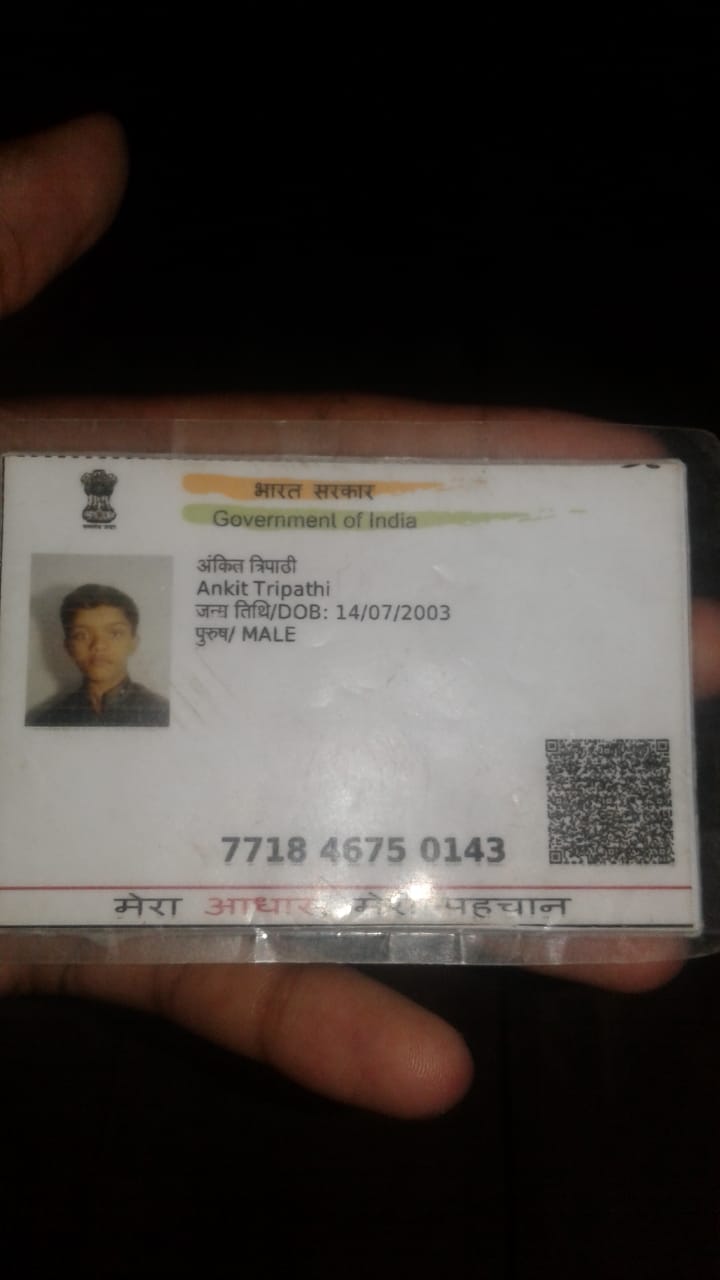 भारत सरकार
Government of India
अंकित त्रिपाठी
Ankit Tripathi
जन्म तिथि/DOB: 14/07/2003
पुरुष/ MALE
7718 4675 0143
मेरा आधार, मेरी पहचान